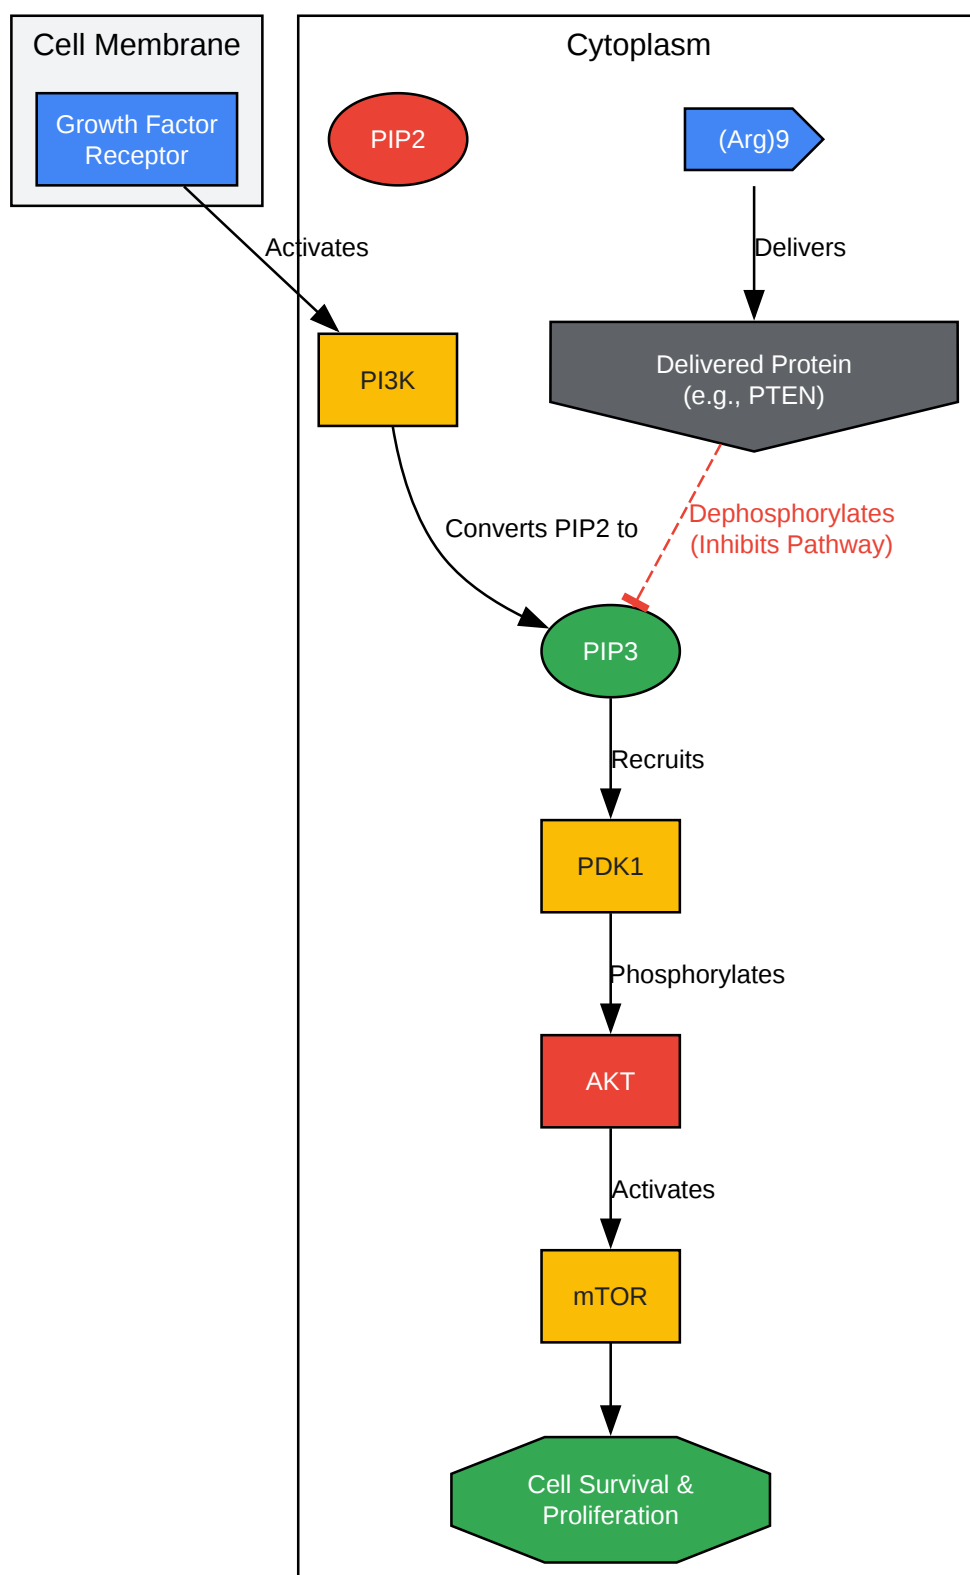 Cell Membrane
Cytoplasm
Growth Factor
Receptor
PIP2
(Arg)9
Activates
Delivers
PI3K
Delivered Protein
(e.g., PTEN)
Converts PIP2 to
Dephosphorylates
(Inhibits Pathway)
PIP3
Recruits
PDK1
Phosphorylates
AKT
Activates
mTOR
Cell Survival &
Proliferation